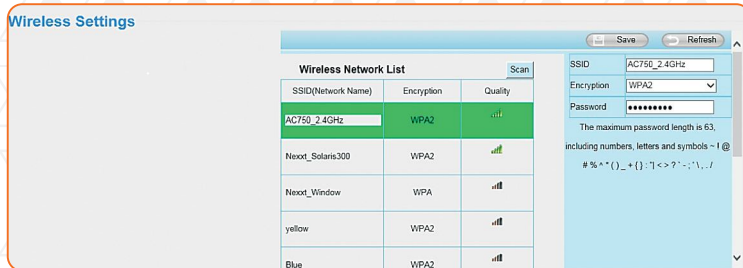 Wireless Settings
Save Refresh
Wireless Network List Scan
SSID(Network Name) Encryption Quality
AC750_2.4GHz WPA2
Nexxt_Solaris300 WPA2
Nexxt_Window WPA
yellow WPA2
Blue WPA2
SSID AC750_2.4GHz
Encryption WPA2
Password •••••••••
The maximum password length is 63,
including numbers, letters and symbols ~ ! @
# % ^ * ( ) _ + { } : "| < > ? ` - ; ' \ , . /